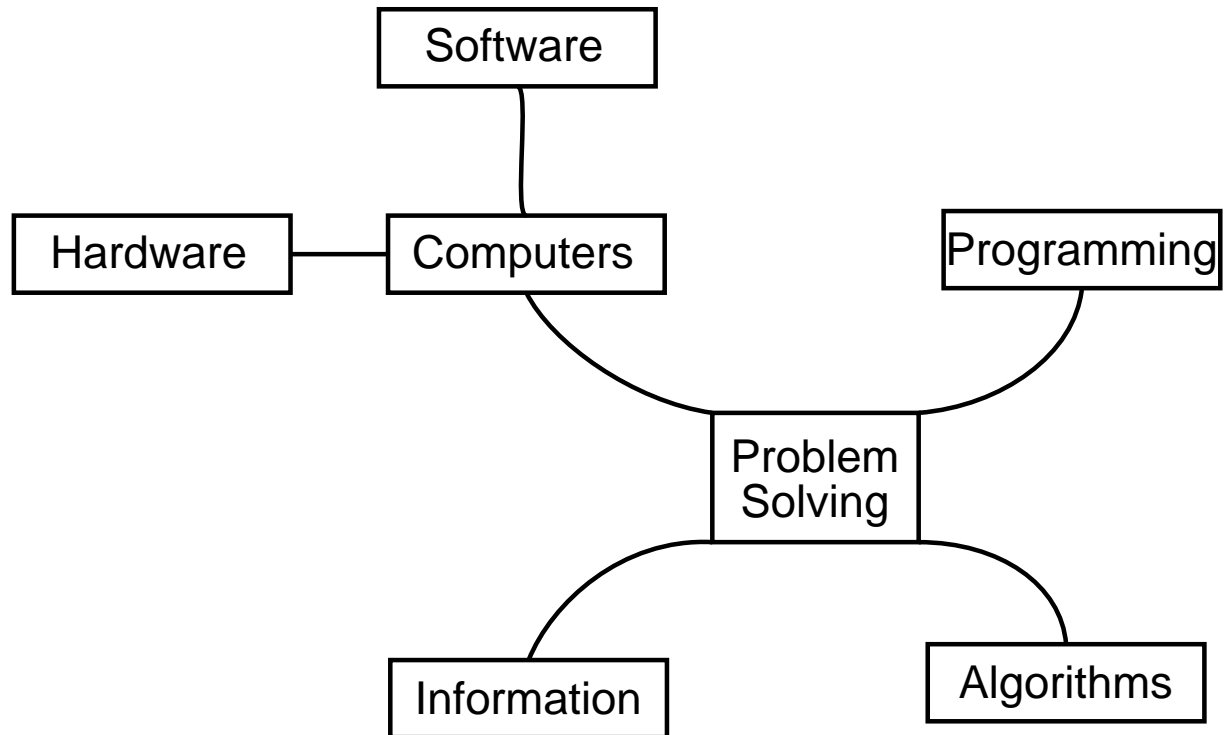 Software
Hardware
Computers
Programming
Problem
Solving
Information
Algorithms